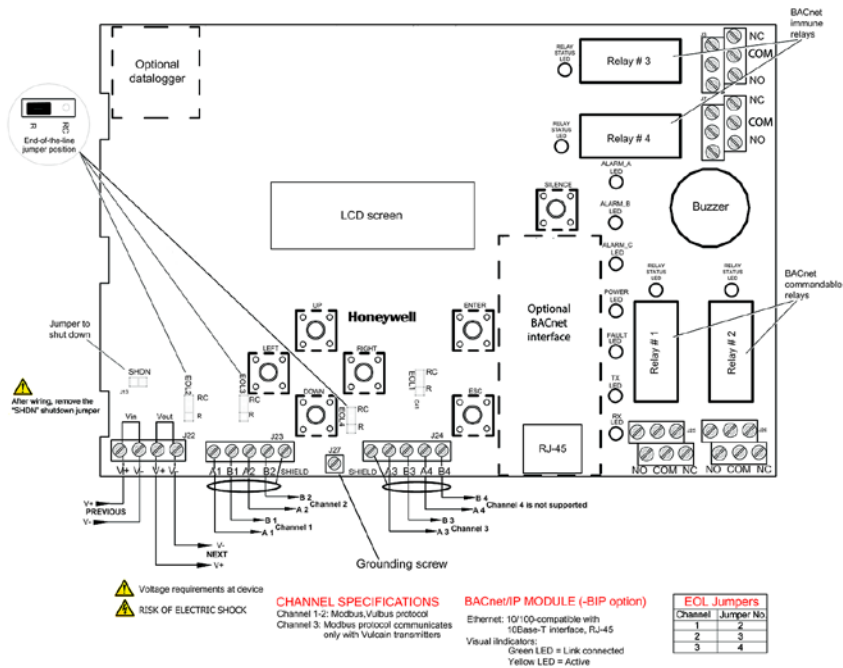 BACnet
immune
relays
Optional
datalogger
RELAY
STATUS
LED
Relay # 3
NC
COM
NO
R
RC
End-of-the-line
jumper position
RELAY
STATUS
LED
Relay # 4
NC
COM
NO
ALARM_A
LED
SILENCE
ALARM_B
LED
Buzzer
LCD screen
ALARM_C
LED
RELAY
STATUS
LED
RELAY
STATUS
LED
BACnet
commandable
relays
POWER
LED
UP
Honeywell
ENTER
Optional
BACnet
interface
Relay # 1
Relay # 2
Jumper to
shut down
FAULT
LED
LEFT
RIGHT
SHDN
EOL2
RC
R
EOL3
RC
R
EOL1
RC
R
TX
LED
After wiring, remove the
"SHDN" shutdown jumper
DOWN
EOL4
RC
R
ESC
RX
LED
Vin
Vout
J22
J23
J27
J24
RJ-45
V+ V- V+ V-
A1 B1 A2 B2 SHIELD
SHIELD A3 B3 A4 B4
NO COM NC
NO COM NC
V+
PREVIOUS
V-
B 2
A 2
Channel 2
B 1
A 1
Channel 1
B 4
A 4
Channel 4 is not supported
B 3
A 3
Channel 3
V-
NEXT
V+
Grounding screw
Voltage requirements at device
RISK OF ELECTRIC SHOCK
CHANNEL SPECIFICATIONS
Channel 1-2: Modbus,Vulbus protocol
Channel 3: Modbus protocol communicates
only with Vulcain transmitters
BACnet/IP MODULE (-BIP option)
Ethernet: 10/100-compatible with
10Base-T interface, RJ-45
Visual iIndicators:
Green LED = Link connected
Yellow LED = Active
EOL Jumpers
Channel Jumper No.
1 2
2 3
3 4